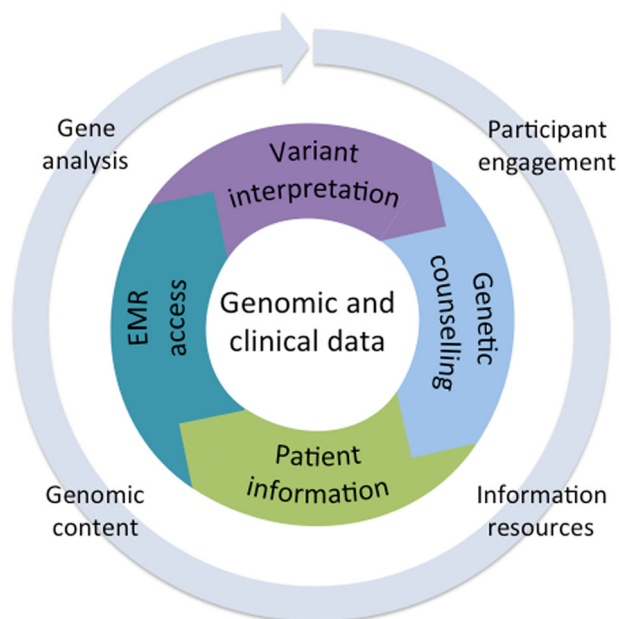 Gene
analysis
Participant
engagement
Variant
interpretation
EMR
access
Genomic and
clinical data
Genetic
counselling
Patient
information
Genomic
content
Information
resources